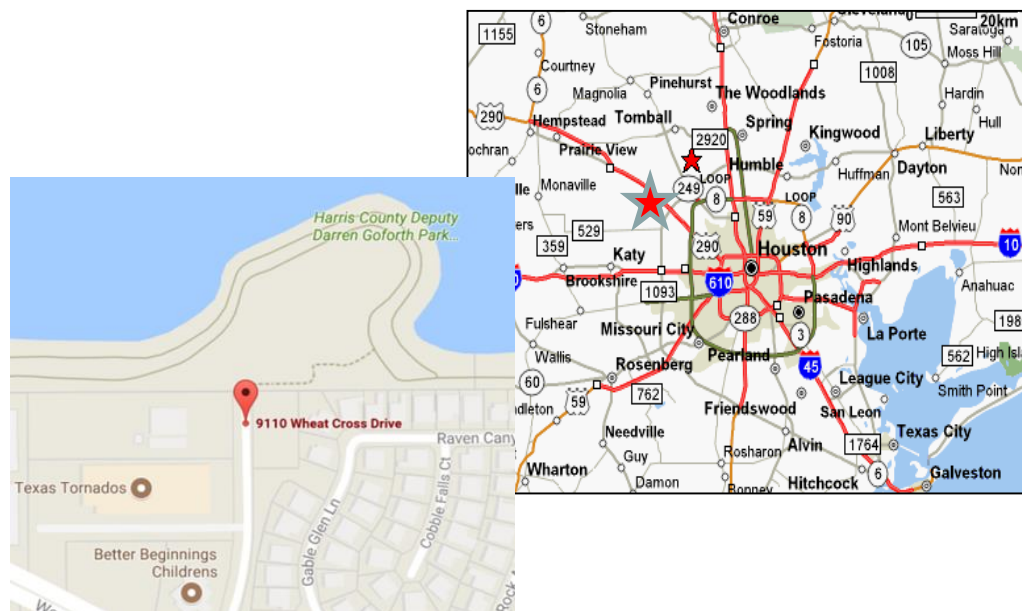 20km
Conroe
Cleveland
6
Stoneham
1155
Fostoria
105
Saratoga
Moss Hill
Courtney
1008
6
Pinehurst
The Woodlands
Magnolia
Hardin
290
Hempstead
Tomball
Spring
Kingwood
Liberty
Hull
2920
Prairie View
Humble
Huffman
Dayton
Monaville
249
LOOP
8
LOOP
8
59
90
563
Mont Belvieu
529
359
290
Houston
10
Katy
Highlands
Brookshire
610
Anahuac
1093
Pasadena
288
198
Fulshear
Missouri City
3
La Porte
Wallis
Pearland
562
Rosenberg
45
60
League City
Smith Point
59
762
Friendswood
San Leon
Needville
Alvin
1764
Texas City
Guy
Rosharon
6
Wharton
Damon
Hitchcock
Galveston
Harris County Deputy
Darren Goforth Park...
9110 Wheat Cross Drive
Raven Cany
Texas Tornados
Gable Glen Ln
Cobble Falls Ct
Better Beginnings
Childrens